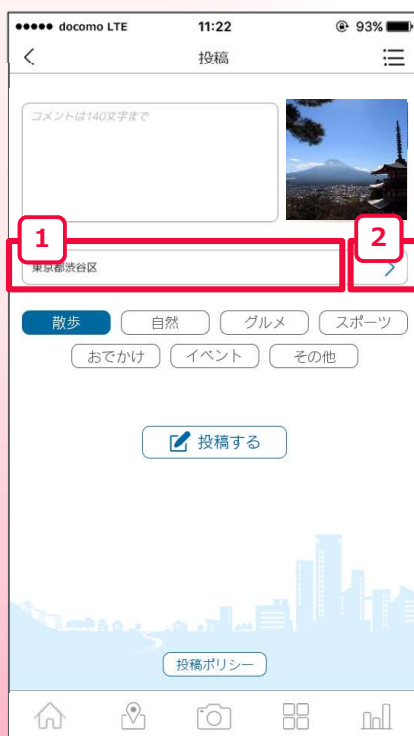 docomo LTE 11:22 93%
投稿
コメントは140文字まで
1
2
東京都渋谷区
散歩 自然 グルメ スポーツ
おでかけ イベント その他
投稿する
投稿ポリシー